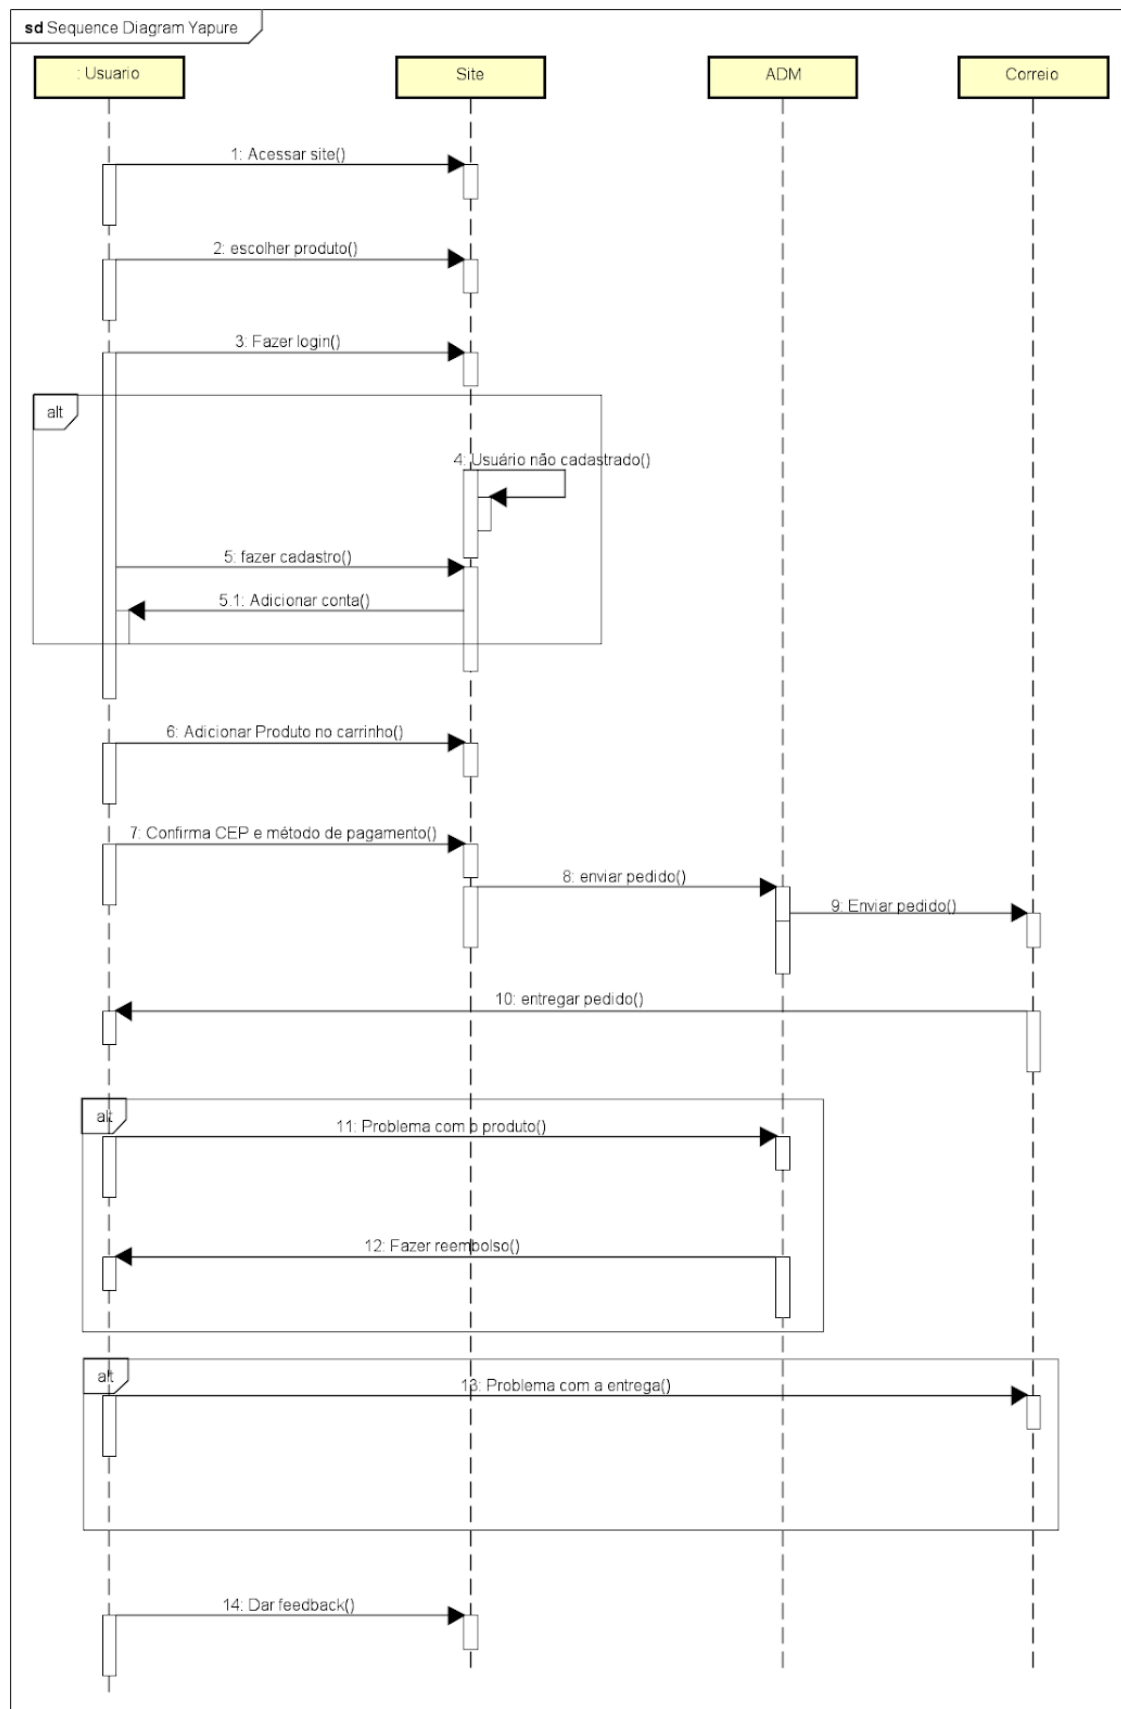 sd Sequence Diagram Yapure
: Usuario
Site
ADM
Correio
1: Acessar site()
2: escolher produto()
3: Fazer login()
alt
4: Usuário não cadastrado()
5: fazer cadastro()
5.1: Adicionar conta()
6: Adicionar Produto no carrinho()
7: Confirma CEP e método de pagamento()
8: enviar pedido()
9: Enviar pedido()
10: entregar pedido()
alt
11: Problema com o produto()
12: Fazer reembolso()
alt
13: Problema com a entrega()
14: Dar feedback()